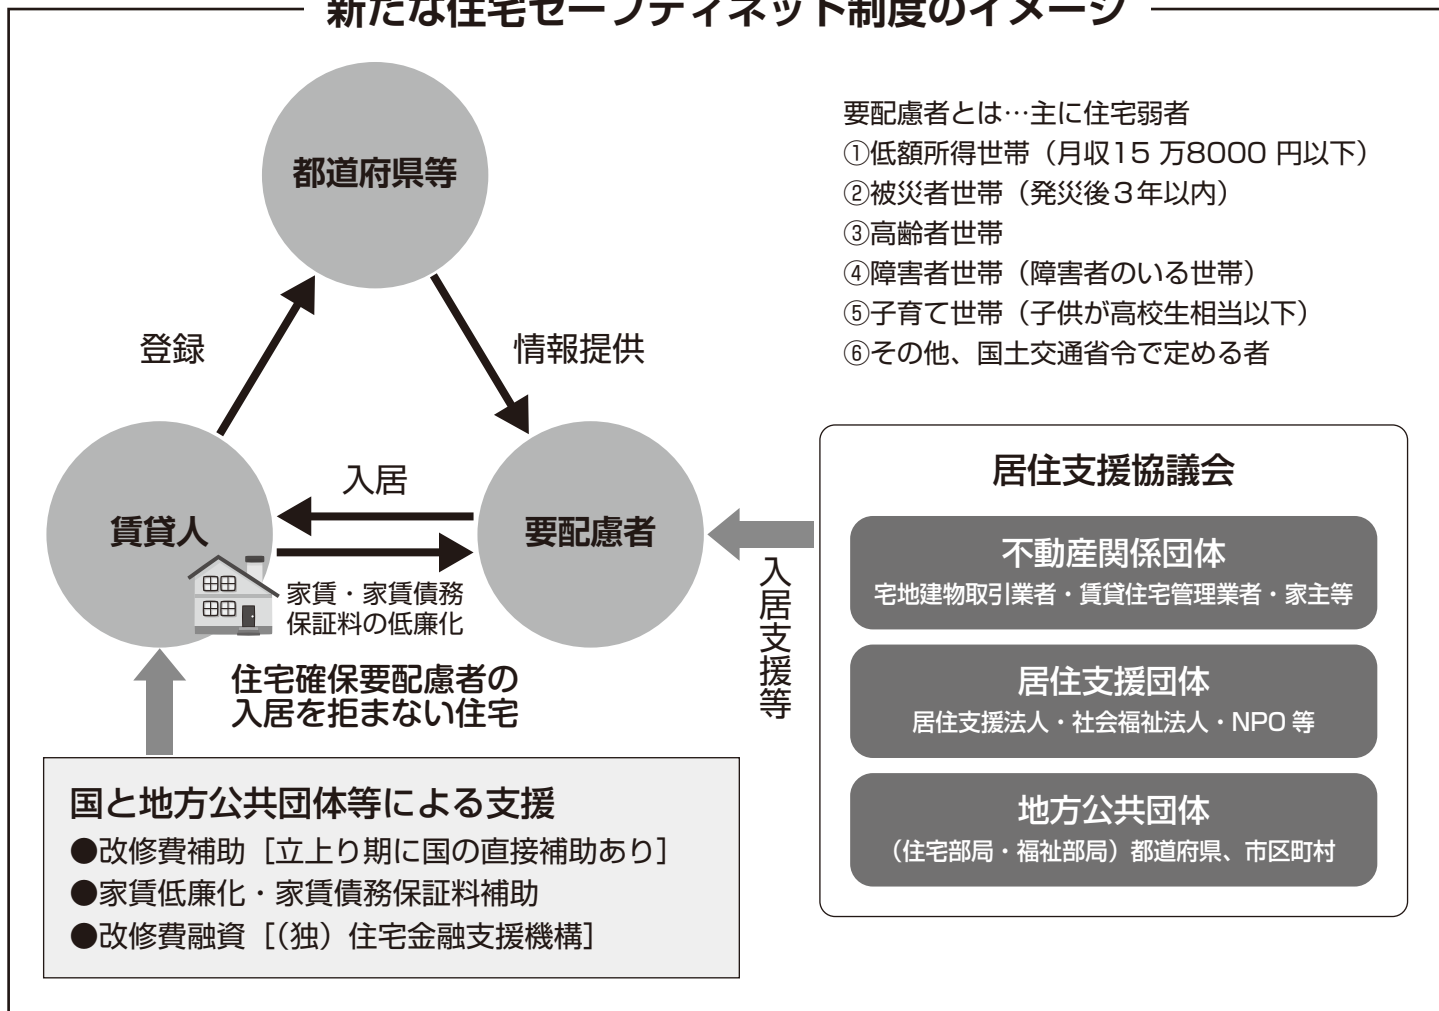 新たな住宅セーフティネット制度のイメージ
都道府県等
要配慮者とは…主に住宅弱者
①低額所得世帯（月収15 万8000 円以下）
②被災者世帯（発災後３年以内）
③高齢者世帯
④障害者世帯（障害者のいる世帯）
⑤子育て世帯（子供が高校生相当以下）
⑥その他、国土交通省令で定める者
登録
情報提供
賃貸人
入居
要配慮者
家賃・家賃債務
保証料の低廉化
住宅確保要配慮者の
入居を拒まない住宅
入居支援等
居住支援協議会
不動産関係団体
宅地建物取引業者・賃貸住宅管理業者・家主等
居住支援団体
居住支援法人・社会福祉法人・NPO 等
地方公共団体
（住宅部局・福祉部局）都道府県、市区町村
国と地方公共団体等による支援
●改修費補助［立上り期に国の直接補助あり］
●家賃低廉化・家賃債務保証料補助
●改修費融資［（独）住宅金融支援機構］